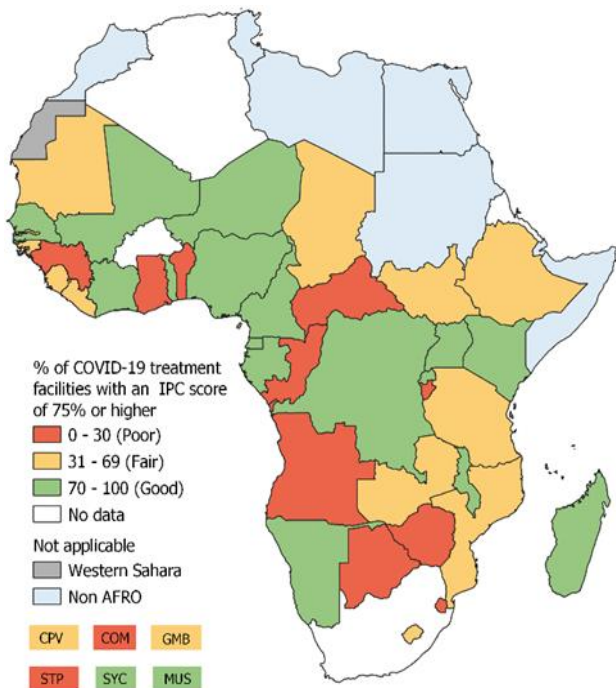 % of COVID-19 treatment
facilities with an IPC score
of 75% or higher
0 - 30 (Poor)
31 - 69 (Fair)
70 - 100 (Good)
No data
Not applicable
Western Sahara
Non AFRO
CPV COM GMB
STP SYC MUS